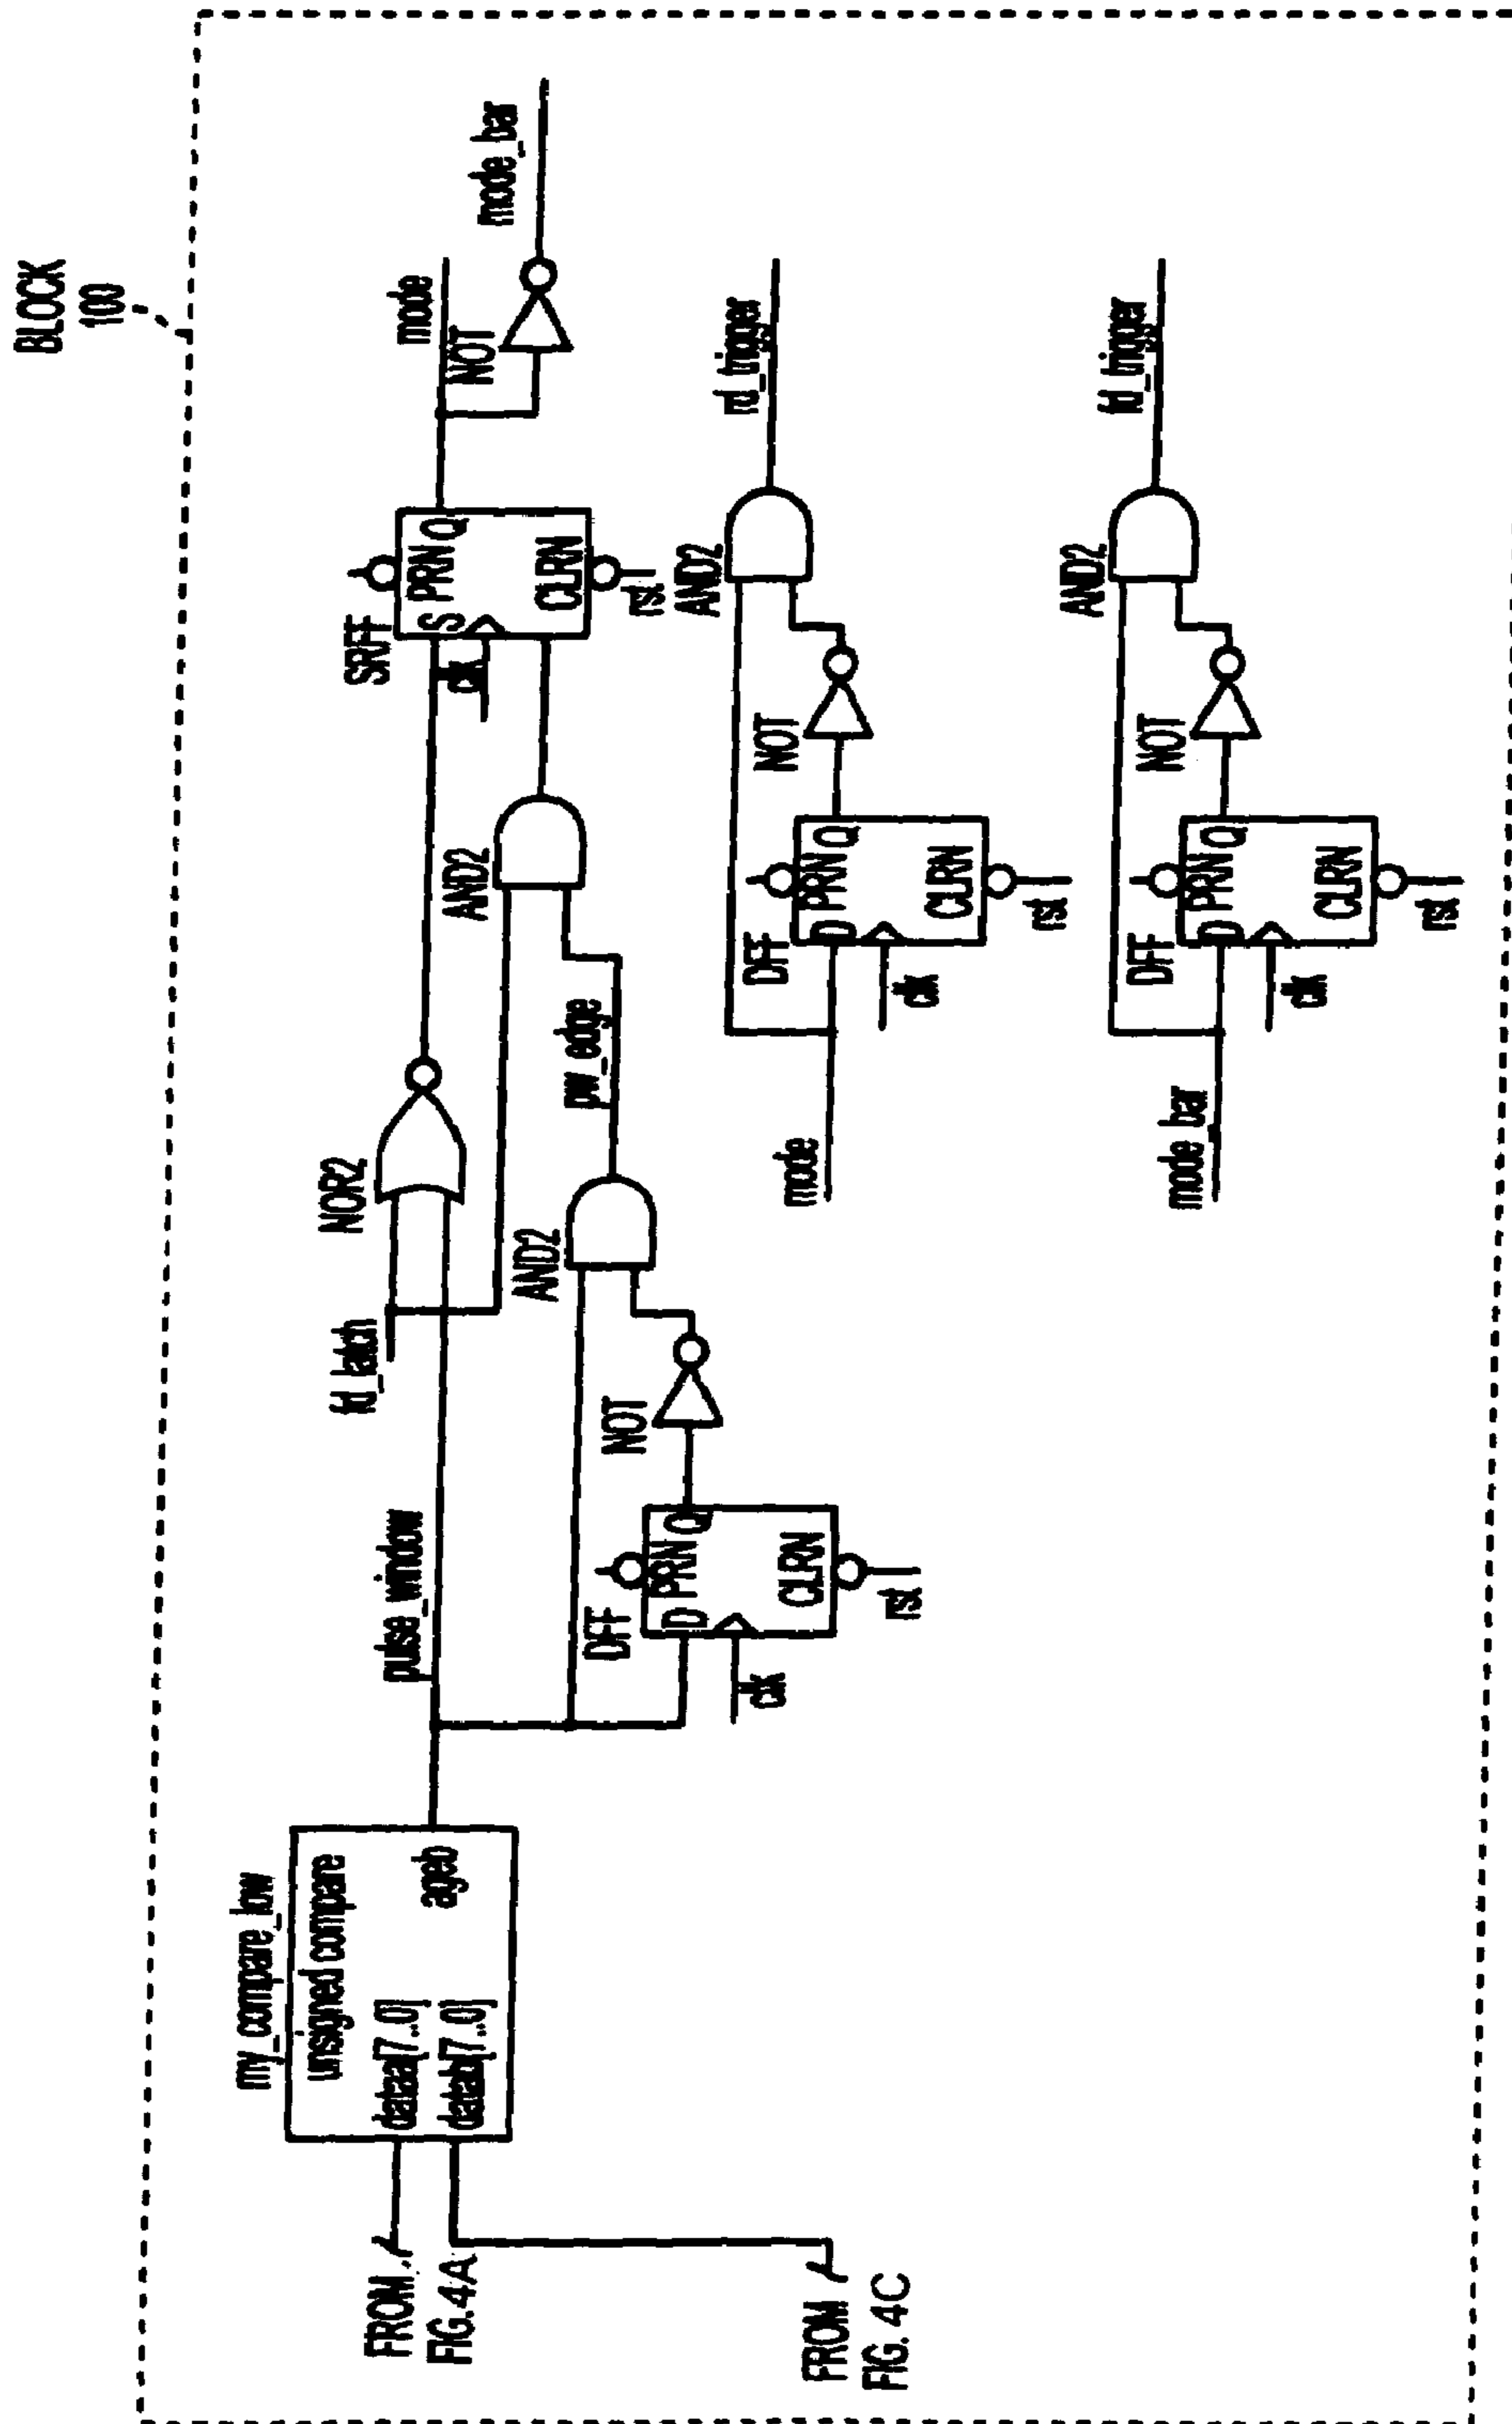 BLOCK
100
my_compare_low
unsigned compare
dataa[7..0]
datab[7..0]
ageb
FROM
FIG.4A
FROM
FIG.4C
pulse_window
DFF
D
PRN
Q
CLRN
clk
rst
NOT
AND2
pw_edge
NOR2
AND2
SRFF
S
PRN
Q
CLRN
clk
rst
mode
NOT
mode_bar
mode
DFF
D
PRN
Q
CLRN
clk
rst
NOT
AND2
rd_trigger
mode_bar
DFF
D
PRN
Q
CLRN
clk
rst
NOT
AND2